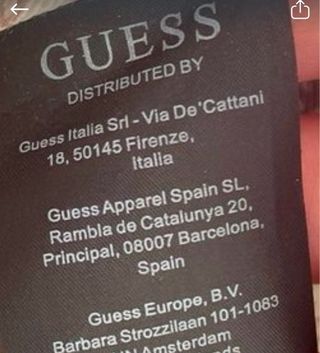 GUESS
DISTRIBUTED BY
Guess Italia Srl - Via De'Cattani
18, 50145 Firenze,
Italia
Guess Apparel Spain SL,
Rambla de Catalunya 20,
Principal, 08007 Barcelona,
Spain
Guess Europe, B.V.
Barbara Strozzilaan 101-1083
Amsterdam